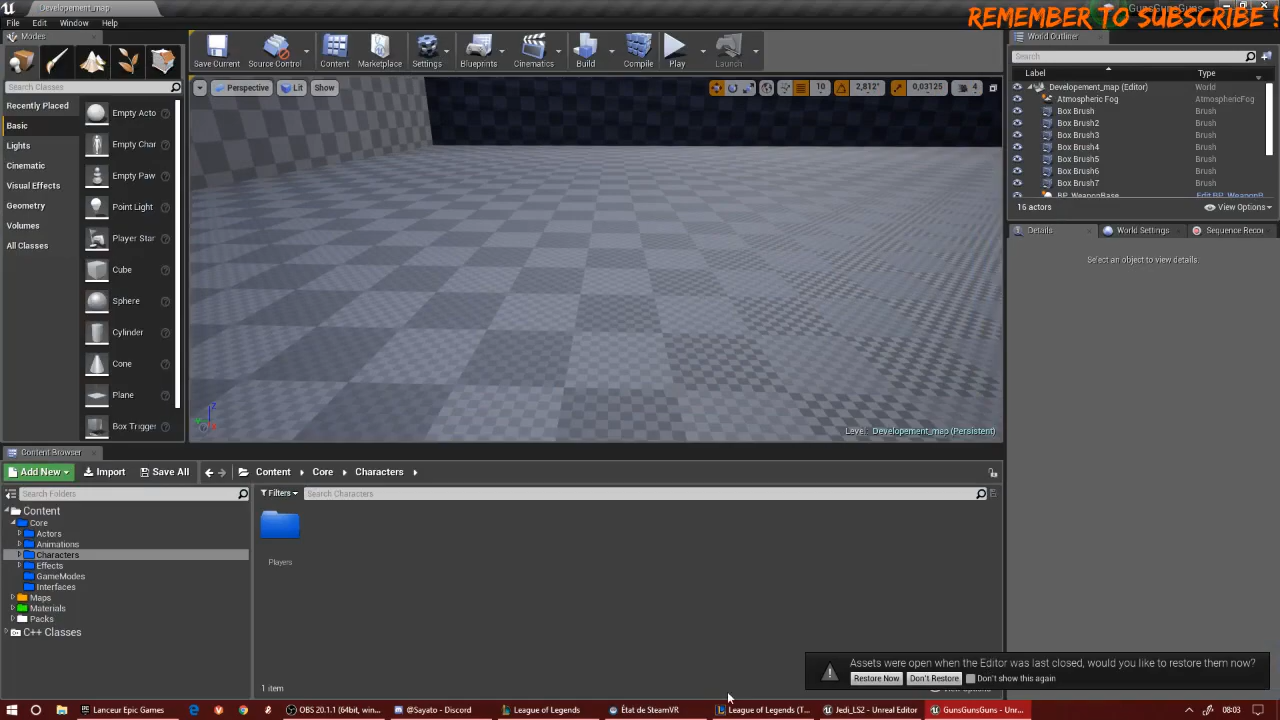 Developement_map
GunsGunsGuns
REMEMBER TO SUBSCRIBE !
File Edit Window Help
Modes
Search Classes
Recently Placed
Basic
Lights
Cinematic
Visual Effects
Geometry
Volumes
All Classes
Empty Acto
Empty Char
Empty Paw
Point Light
Player Star
Cube
Sphere
Cylinder
Cone
Plane
Box Trigger
Save Current
Source Control
Content
Marketplace
Settings
Blueprints
Cinematics
Build
Compile
Play
Launch
Perspective Lit Show
10 2,812° 0,03125 4
Level: Developement_map (Persistent)
World Outliner
Search
Label Type
Developement_map (Editor) World
Atmospheric Fog AtmosphericFog
Box Brush Brush
Box Brush2 Brush
Box Brush3 Brush
Box Brush4 Brush
Box Brush5 Brush
Box Brush6 Brush
Box Brush7 Brush
BP_WeaponBase Edit BP_WeaponB
16 actors View Options
Details World Settings Sequence Reco
Select an object to view details.
Content Browser
Add New Import Save All Content Core Characters
Search Folders
Filters Search Characters
Content
Core
Actors
Animations
Characters
Effects
GameModes
Interfaces
Maps
Materials
Packs
C++ Classes
Players
1 item
Assets were open when the Editor was last closed, would you like to restore them now?
Restore Now Don't Restore Don't show this again
Lanceur Epic Games OBS 20.1.1 (64bit, win... @Sayato - Discord League of Legends État de SteamVR League of Legends (T... Jedi_LS2 - Unreal Editor GunsGunsGuns - Unr... 08:03